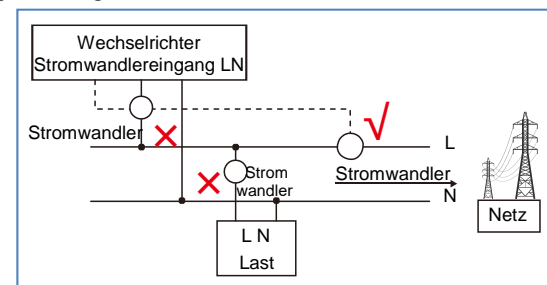 Wechselrichter
Stromwandlereingang LN
Stromwandler
L
Strom
wandler
Stromwandler
N
L N
Last
Netz